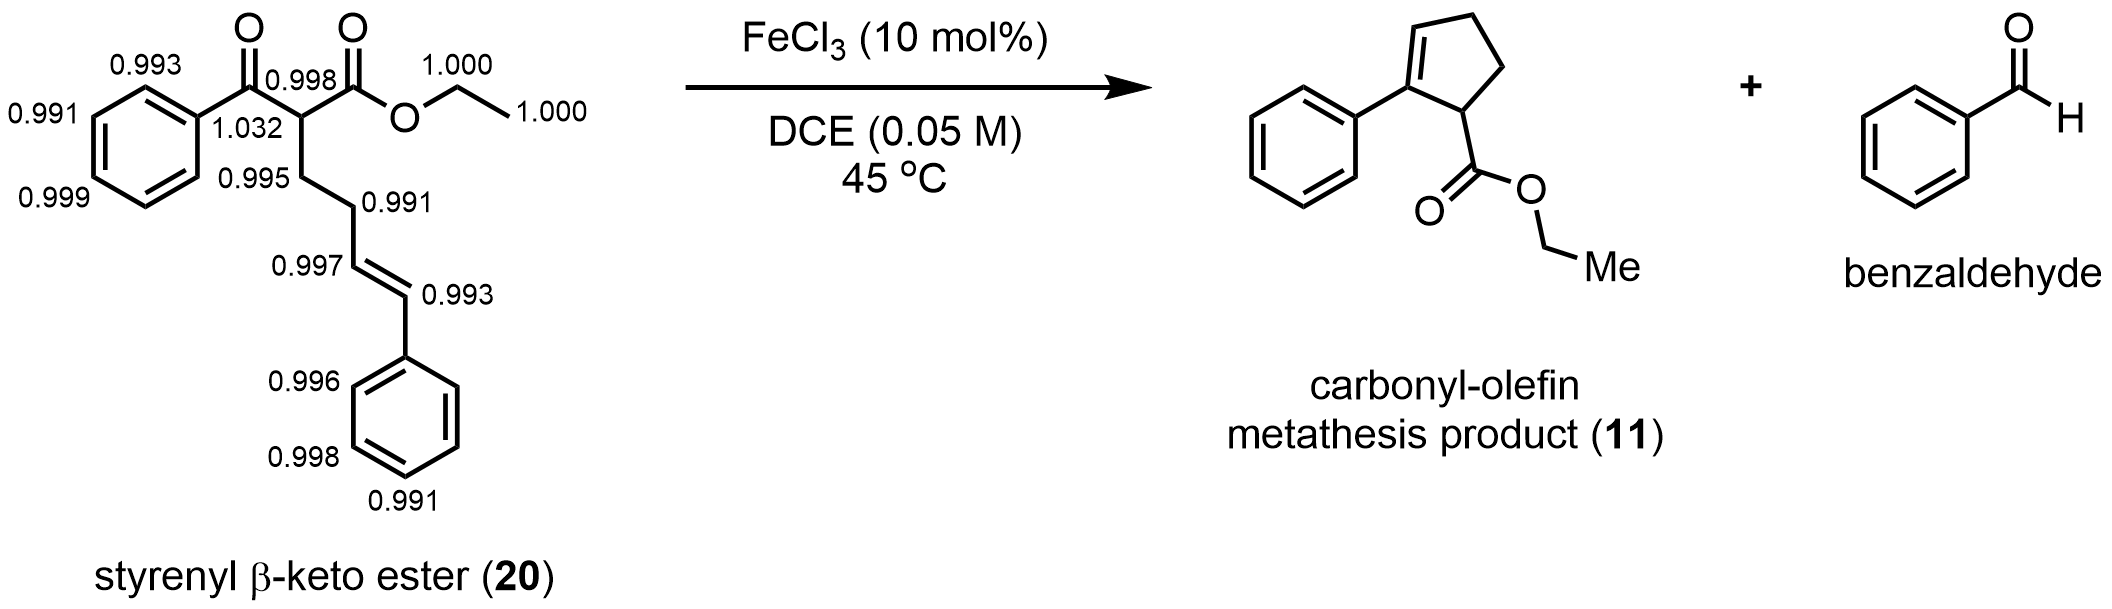 O
O
O
0.993
0.998
1.000
0.991
O
1.000
1.032
0.999
0.995
0.991
0.997
0.993
0.996
0.998
0.991
styrenyl β-keto ester (20)
FeCl3 (10 mol%)
DCE (0.05 M)
45 ºC
O
O
Me
carbonyl-olefin
metathesis product (11)
+
H
benzaldehyde